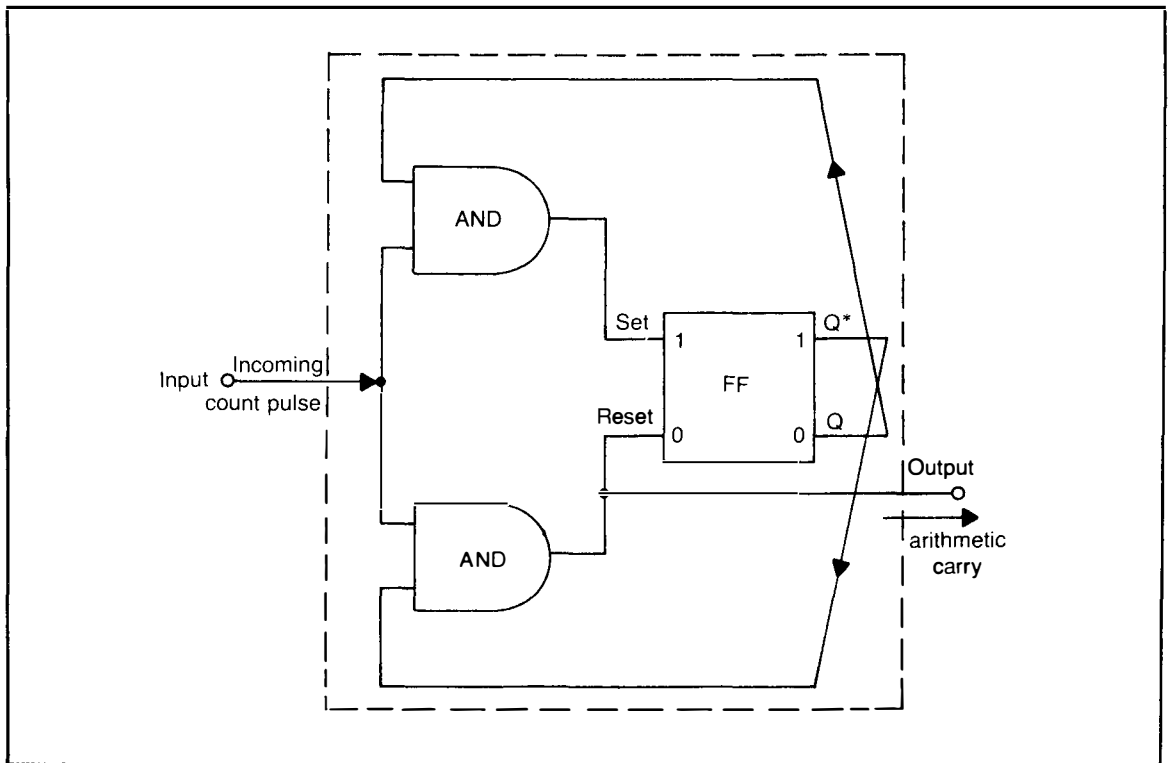 AND
Set
1
1
Q*
Input
Incoming
count pulse
FF
Reset
0
0
Q
Output
AND
arithmetic
carry